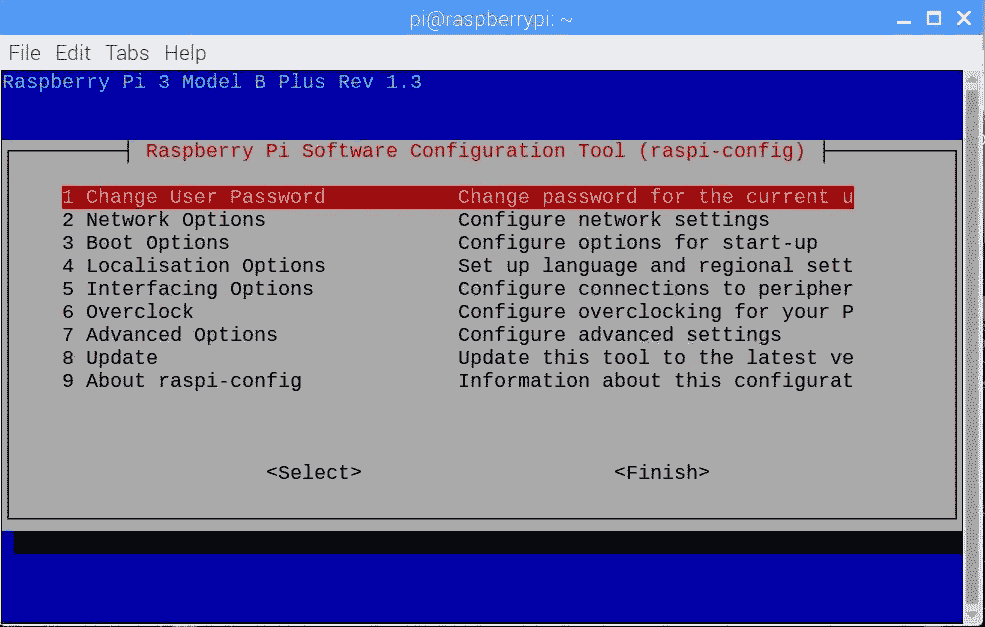 pi@raspberrypi: ~
File Edit Tabs Help
Raspberry Pi 3 Model B Plus Rev 1.3
Raspberry Pi Software Configuration Tool (raspi-config)
1 Change User Password Change password for the current u
2 Network Options Configure network settings
3 Boot Options Configure options for start-up
4 Localisation Options Set up language and regional sett
5 Interfacing Options Configure connections to peripher
6 Overclock Configure overclocking for your P
7 Advanced Options Configure advanced settings
8 Update Update this tool to the latest ve
9 About raspi-config Information about this configurat
<Select> <Finish>